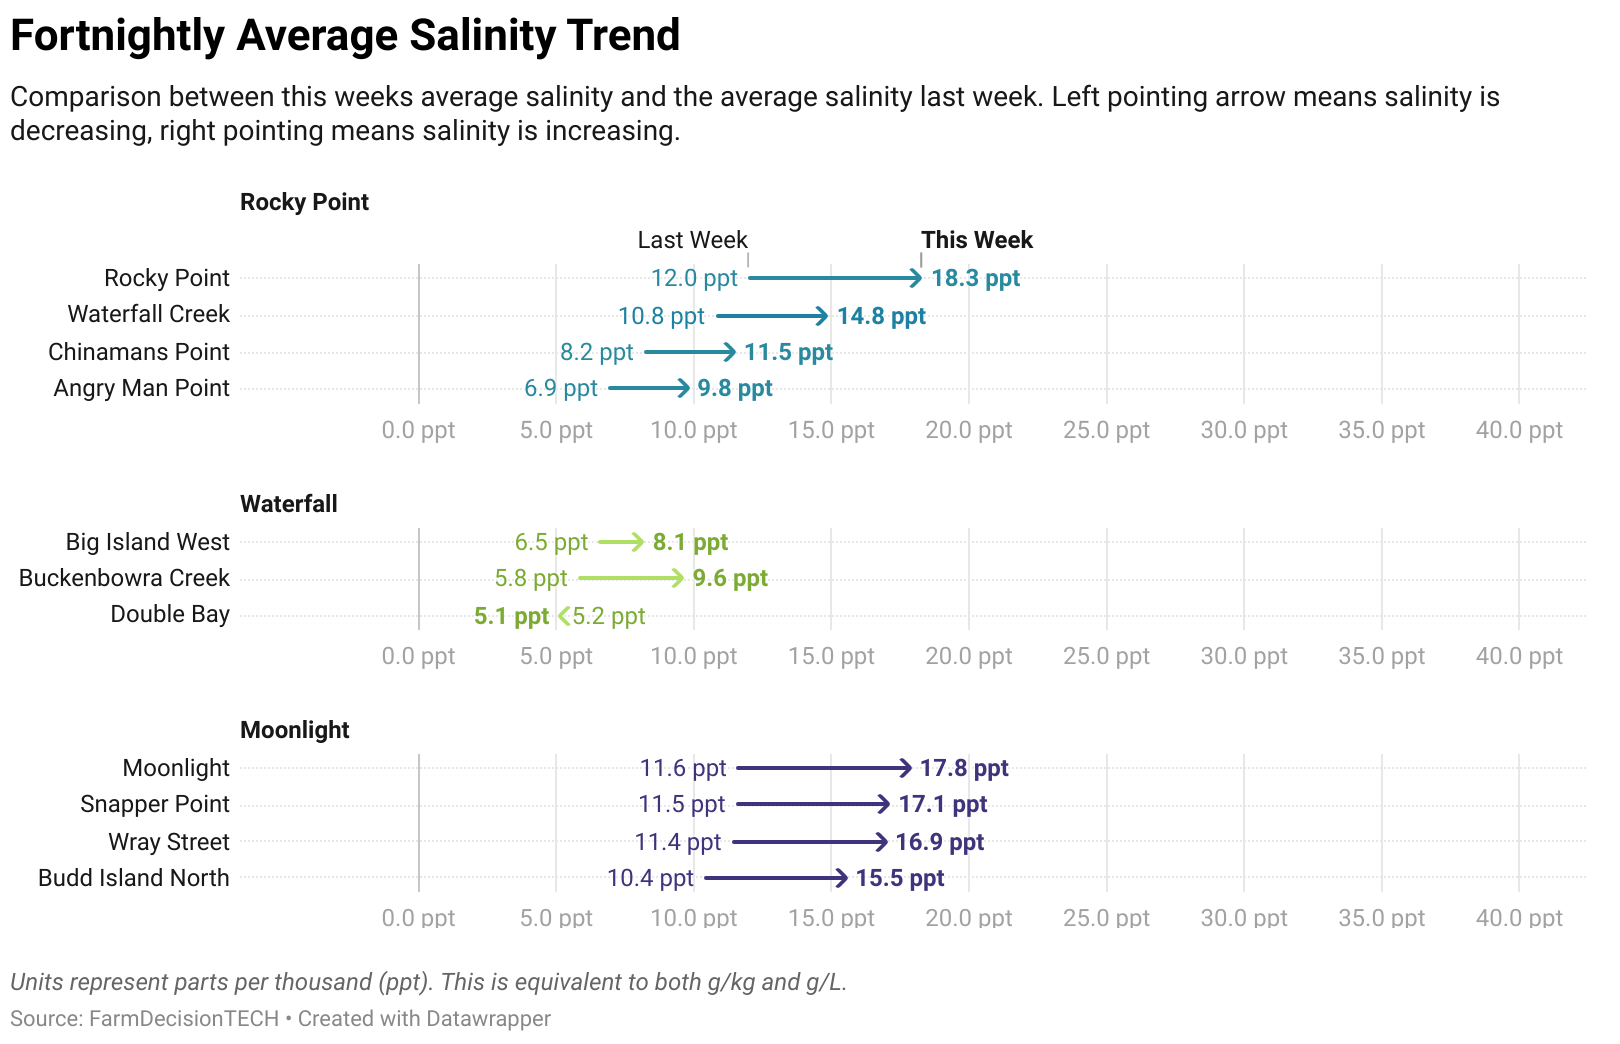 Fortnightly Average Salinity Trend
Comparison between this weeks average salinity and the average salinity last week. Left pointing arrow means salinity is
decreasing, right pointing means salinity is increasing.
Rocky Point
Last Week This Week
Rocky Point 12.0 ppt 18.3 ppt
Waterfall Creek 10.8 ppt 14.8 ppt
Chinamans Point 8.2 ppt 11.5 ppt
Angry Man Point 6.9 ppt 9.8 ppt
0.0 ppt 5.0 ppt 10.0 ppt 15.0 ppt 20.0 ppt 25.0 ppt 30.0 ppt 35.0 ppt 40.0 ppt
Waterfall
Big Island West 6.5 ppt 8.1 ppt
Buckenbowra Creek 5.8 ppt 9.6 ppt
Double Bay 5.1 ppt 5.2 ppt
0.0 ppt 5.0 ppt 10.0 ppt 15.0 ppt 20.0 ppt 25.0 ppt 30.0 ppt 35.0 ppt 40.0 ppt
Moonlight
Moonlight 11.6 ppt 17.8 ppt
Snapper Point 11.5 ppt 17.1 ppt
Wray Street 11.4 ppt 16.9 ppt
Budd Island North 10.4 ppt 15.5 ppt
0.0 ppt 5.0 ppt 10.0 ppt 15.0 ppt 20.0 ppt 25.0 ppt 30.0 ppt 35.0 ppt 40.0 ppt
Units represent parts per thousand (ppt). This is equivalent to both g/kg and g/L.
Source: FarmDecisionTECH • Created with Datawrapper